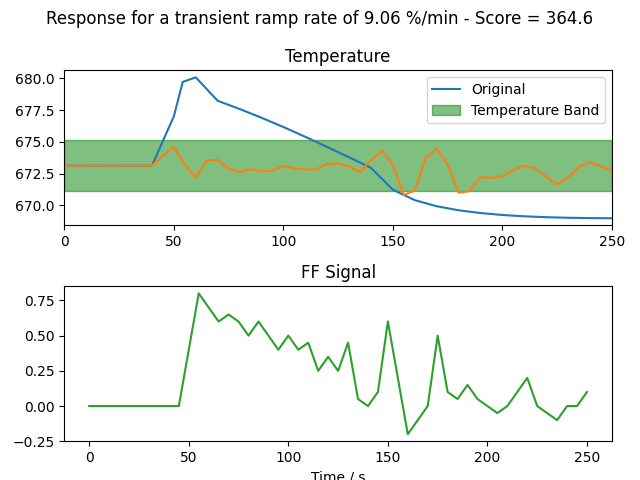 Response for a transient ramp rate of 9.06 %/min - Score = 364.6
Temperature
680.0
677.5
675.0
672.5
670.0
Original
Temperature Band
0 50 100 150 200 250
FF Signal
0.75
0.50
0.25
0.00
−0.25
0 50 100 150 200 250
Time / s